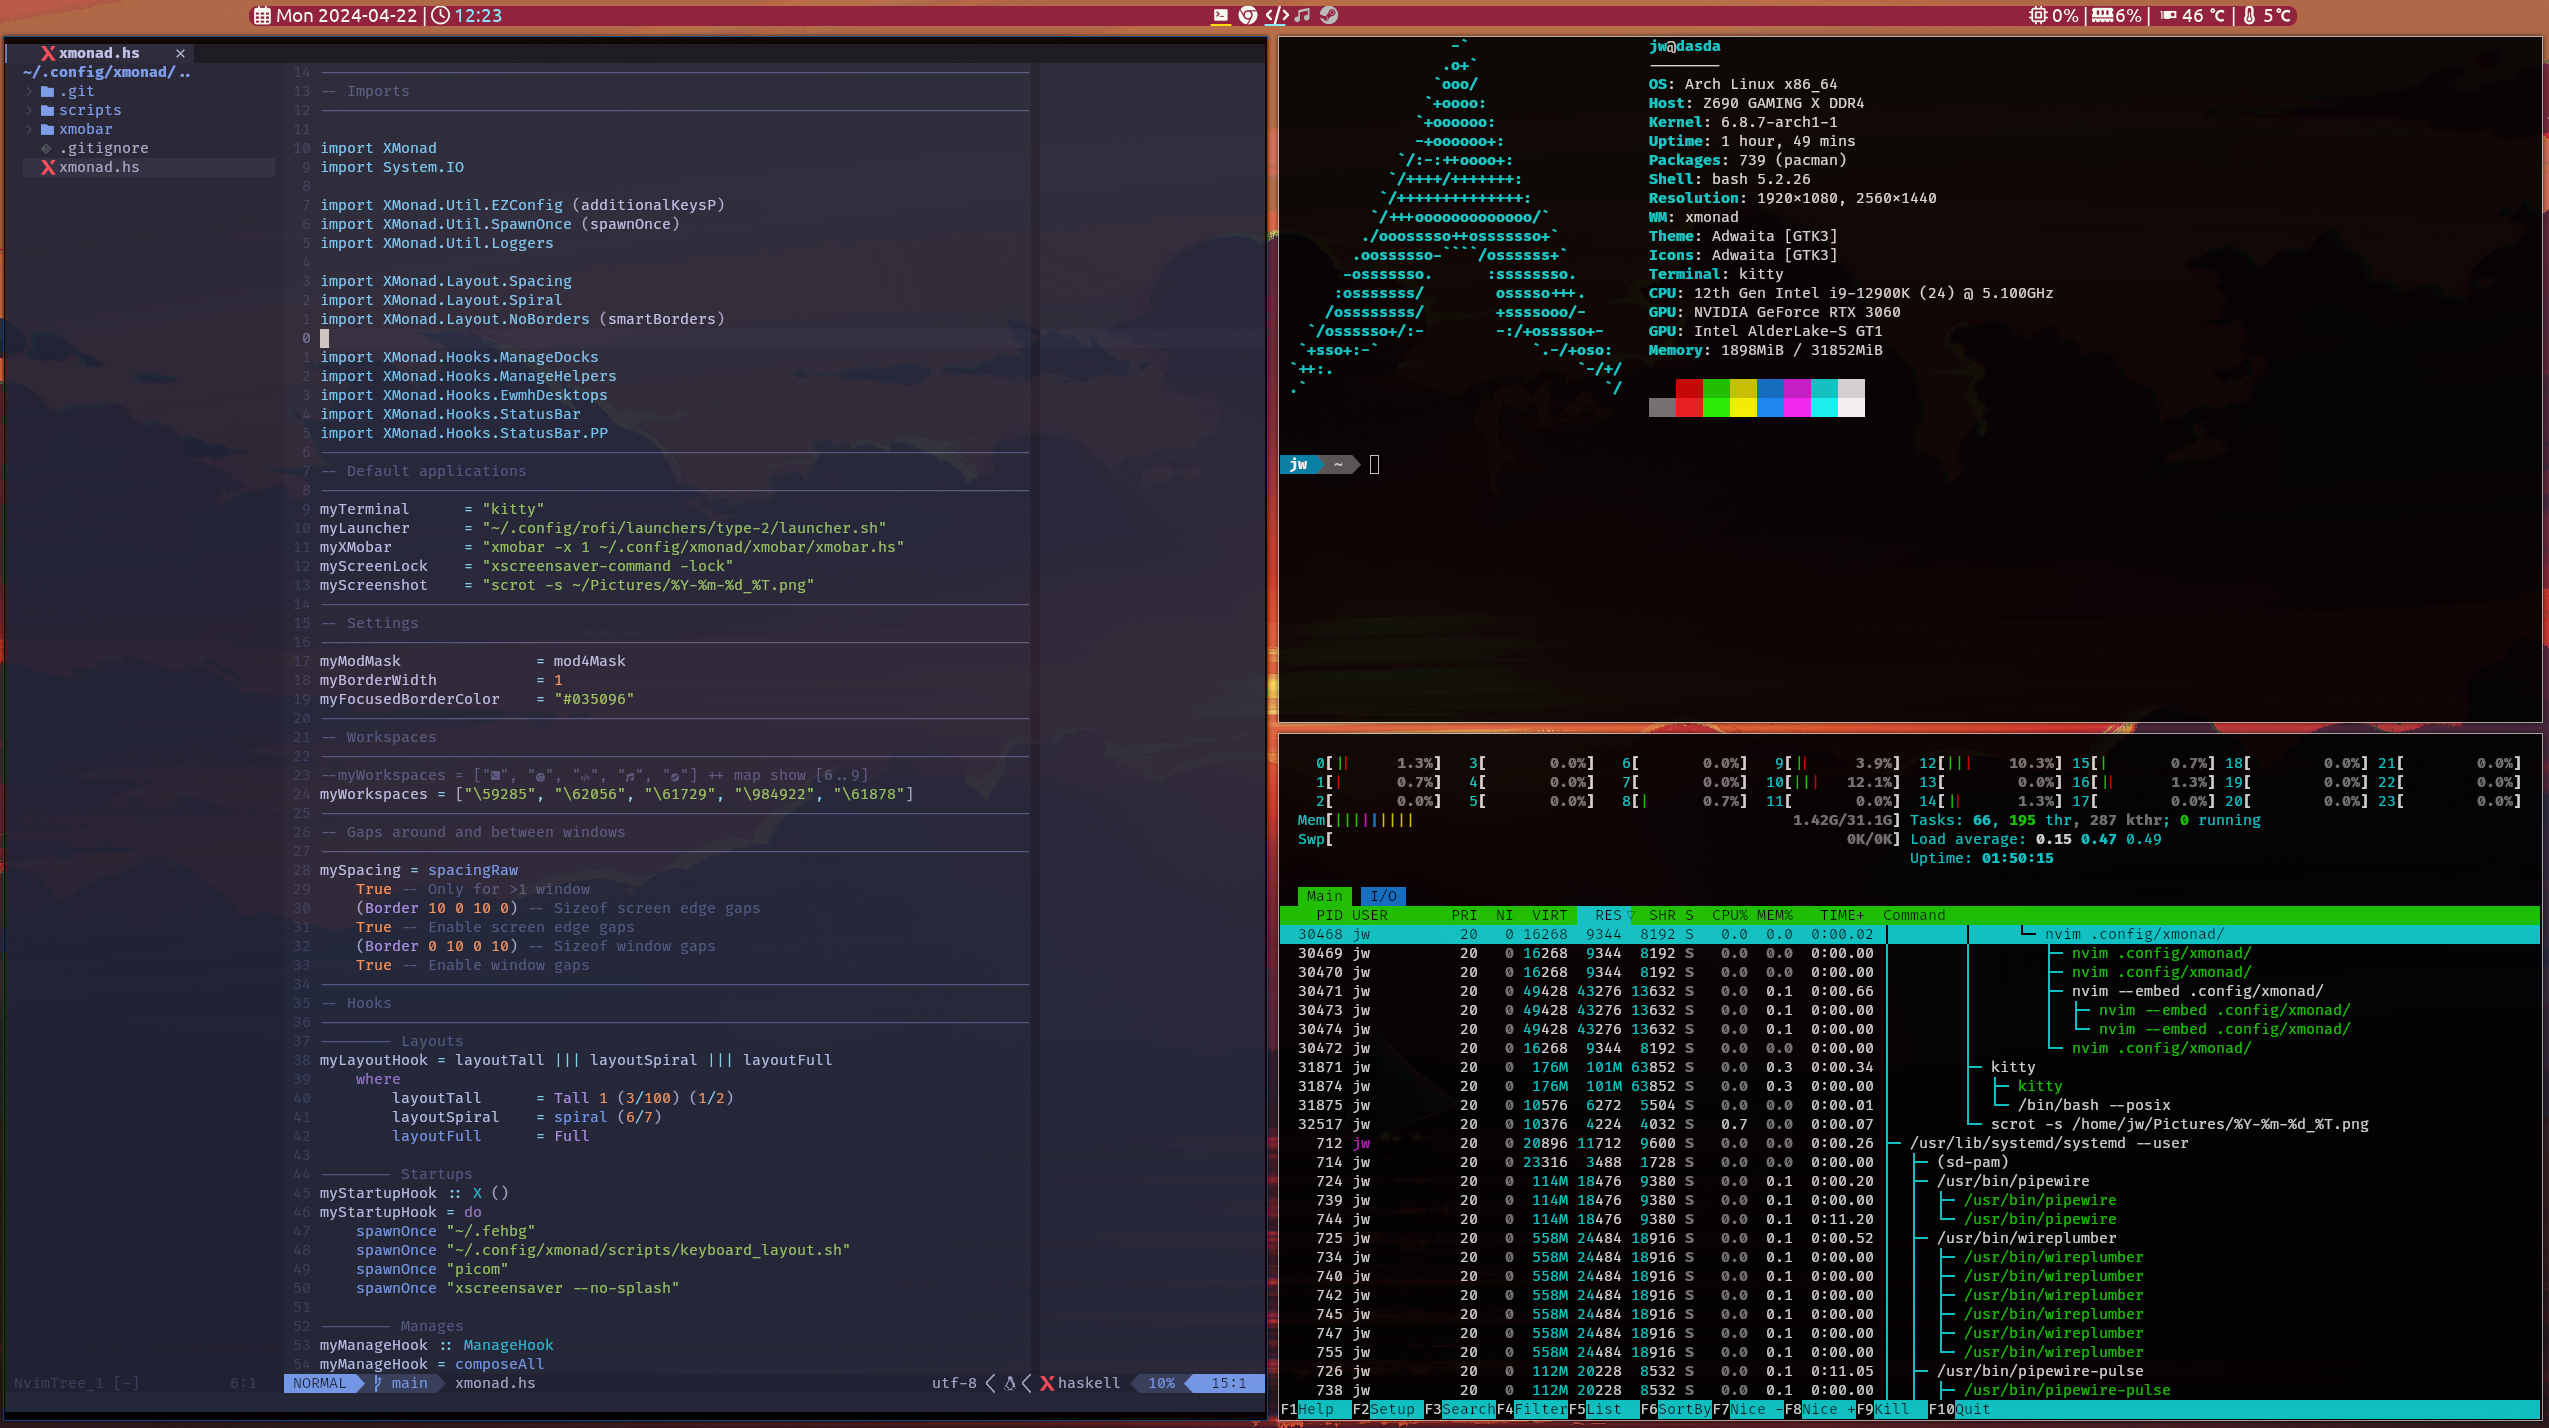 Mon 2024-04-22 | 12:23
0% | 6% | 46 ℃ | 5℃
xmonad.hs ×
~/.config/xmonad/..
.git
scripts
xmobar
.gitignore
xmonad.hs
14
13 -- Imports
12
11
10 import XMonad
9 import System.IO
8
7 import XMonad.Util.EZConfig (additionalKeysP)
6 import XMonad.Util.SpawnOnce (spawnOnce)
5 import XMonad.Util.Loggers
4
3 import XMonad.Layout.Spacing
2 import XMonad.Layout.Spiral
1 import XMonad.Layout.NoBorders (smartBorders)
0
1 import XMonad.Hooks.ManageDocks
2 import XMonad.Hooks.ManageHelpers
3 import XMonad.Hooks.EwmhDesktops
4 import XMonad.Hooks.StatusBar
5 import XMonad.Hooks.StatusBar.PP
6
7 -- Default applications
8
9 myTerminal = "kitty"
10 myLauncher = "~/.config/rofi/launchers/type-2/launcher.sh"
11 myXMobar = "xmobar -x 1 ~/.config/xmonad/xmobar/xmobar.hs"
12 myScreenLock = "xscreensaver-command -lock"
13 myScreenshot = "scrot -s ~/Pictures/%Y-%m-%d_%T.png"
14
15 -- Settings
16
17 myModMask = mod4Mask
18 myBorderWidth = 1
19 myFocusedBorderColor = "#035096"
20
21 -- Workspaces
22
23 --myWorkspaces = ["", "", "", "", ""] ++ map show [6..9]
24 myWorkspaces = ["\59285", "\62056", "\61729", "\984922", "\61878"]
25
26 -- Gaps around and between windows
27
28 mySpacing = spacingRaw
29 True -- Only for >1 window
30 (Border 10 0 10 0) -- Sizeof screen edge gaps
31 True -- Enable screen edge gaps
32 (Border 0 10 0 10) -- Sizeof window gaps
33 True -- Enable window gaps
34
35 -- Hooks
36
37 -------- Layouts
38 myLayoutHook = layoutTall ||| layoutSpiral ||| layoutFull
39 where
40 layoutTall = Tall 1 (3/100) (1/2)
41 layoutSpiral = spiral (6/7)
42 layoutFull = Full
43
44 -------- Startups
45 myStartupHook :: X ()
46 myStartupHook = do
47 spawnOnce "~/.fehbg"
48 spawnOnce "~/.config/xmonad/scripts/keyboard_layout.sh"
49 spawnOnce "picom"
50 spawnOnce "xscreensaver --no-splash"
51
52 -------- Manages
53 myManageHook :: ManageHook
54 myManageHook = composeAll
NvimTree_1 [-] 6:1 NORMAL main xmonad.hs utf-8 haskell 10% 15:1
jw@dasda
--------
OS: Arch Linux x86_64
Host: Z690 GAMING X DDR4
Kernel: 6.8.7-arch1-1
Uptime: 1 hour, 49 mins
Packages: 739 (pacman)
Shell: bash 5.2.26
Resolution: 1920×1080, 2560×1440
WM: xmonad
Theme: Adwaita [GTK3]
Icons: Adwaita [GTK3]
Terminal: kitty
CPU: 12th Gen Intel i9-12900K (24) @ 5.100GHz
GPU: NVIDIA GeForce RTX 3060
GPU: Intel AlderLake-S GT1
Memory: 1898MiB / 31852MiB
jw ~
0[|| 1.3%] 3[ 0.0%] 6[ 0.0%] 9[|| 3.9%] 12[||| 10.3%] 15[| 0.7%] 18[ 0.0%] 21[ 0.0%]
1[| 0.7%] 4[ 0.0%] 7[ 0.0%] 10[||| 12.1%] 13[ 0.0%] 16[|| 1.3%] 19[ 0.0%] 22[ 0.0%]
2[ 0.0%] 5[ 0.0%] 8[| 0.7%] 11[ 0.0%] 14[|| 1.3%] 17[ 0.0%] 20[ 0.0%] 23[ 0.0%]
Mem[||||||||| 1.42G/31.1G] Tasks: 66, 195 thr, 287 kthr; 0 running
Swp[ 0K/0K] Load average: 0.15 0.47 0.49
Uptime: 01:50:15
Main I/O
PID USER PRI NI VIRT RES▽ SHR S CPU% MEM% TIME+ Command
30468 jw 20 0 16268 9344 8192 S 0.0 0.0 0:00.02 nvim .config/xmonad/
30469 jw 20 0 16268 9344 8192 S 0.0 0.0 0:00.00 nvim .config/xmonad/
30470 jw 20 0 16268 9344 8192 S 0.0 0.0 0:00.00 nvim .config/xmonad/
30471 jw 20 0 49428 43276 13632 S 0.0 0.1 0:00.66 nvim --embed .config/xmonad/
30473 jw 20 0 49428 43276 13632 S 0.0 0.1 0:00.00 nvim --embed .config/xmonad/
30474 jw 20 0 49428 43276 13632 S 0.0 0.1 0:00.00 nvim --embed .config/xmonad/
30472 jw 20 0 16268 9344 8192 S 0.0 0.0 0:00.00 nvim .config/xmonad/
31871 jw 20 0 176M 101M 63852 S 0.0 0.3 0:00.34 kitty
31874 jw 20 0 176M 101M 63852 S 0.0 0.3 0:00.00 kitty
31875 jw 20 0 10576 6272 5504 S 0.0 0.0 0:00.01 /bin/bash --posix
32517 jw 20 0 10376 4224 4032 S 0.7 0.0 0:00.07 scrot -s /home/jw/Pictures/%Y-%m-%d_%T.png
712 jw 20 0 20896 11712 9600 S 0.0 0.0 0:00.26 /usr/lib/systemd/systemd --user
714 jw 20 0 23316 3488 1728 S 0.0 0.0 0:00.00 (sd-pam)
724 jw 20 0 114M 18476 9380 S 0.0 0.1 0:00.20 /usr/bin/pipewire
739 jw 20 0 114M 18476 9380 S 0.0 0.1 0:00.00 /usr/bin/pipewire
744 jw 20 0 114M 18476 9380 S 0.0 0.1 0:11.20 /usr/bin/pipewire
725 jw 20 0 558M 24484 18916 S 0.0 0.1 0:00.52 /usr/bin/wireplumber
734 jw 20 0 558M 24484 18916 S 0.0 0.1 0:00.00 /usr/bin/wireplumber
740 jw 20 0 558M 24484 18916 S 0.0 0.1 0:00.00 /usr/bin/wireplumber
742 jw 20 0 558M 24484 18916 S 0.0 0.1 0:00.00 /usr/bin/wireplumber
745 jw 20 0 558M 24484 18916 S 0.0 0.1 0:00.00 /usr/bin/wireplumber
747 jw 20 0 558M 24484 18916 S 0.0 0.1 0:00.00 /usr/bin/wireplumber
755 jw 20 0 558M 24484 18916 S 0.0 0.1 0:00.00 /usr/bin/wireplumber
726 jw 20 0 112M 20228 8532 S 0.0 0.1 0:11.05 /usr/bin/pipewire-pulse
738 jw 20 0 112M 20228 8532 S 0.0 0.1 0:00.00 /usr/bin/pipewire-pulse
F1Help F2Setup F3SearchF4FilterF5List F6SortByF7Nice -F8Nice +F9Kill F10Quit